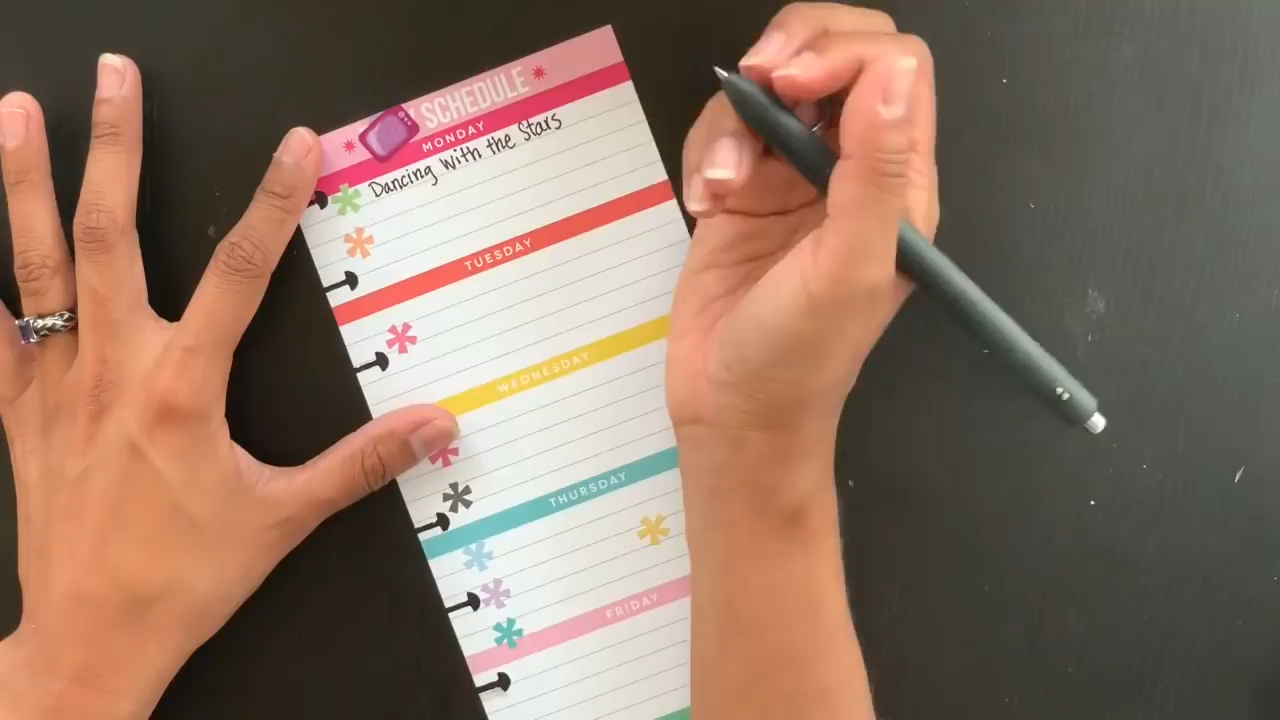 SCHEDULE
MONDAY
Dancing With the Stars
TUESDAY
WEDNESDAY
THURSDAY
FRIDAY